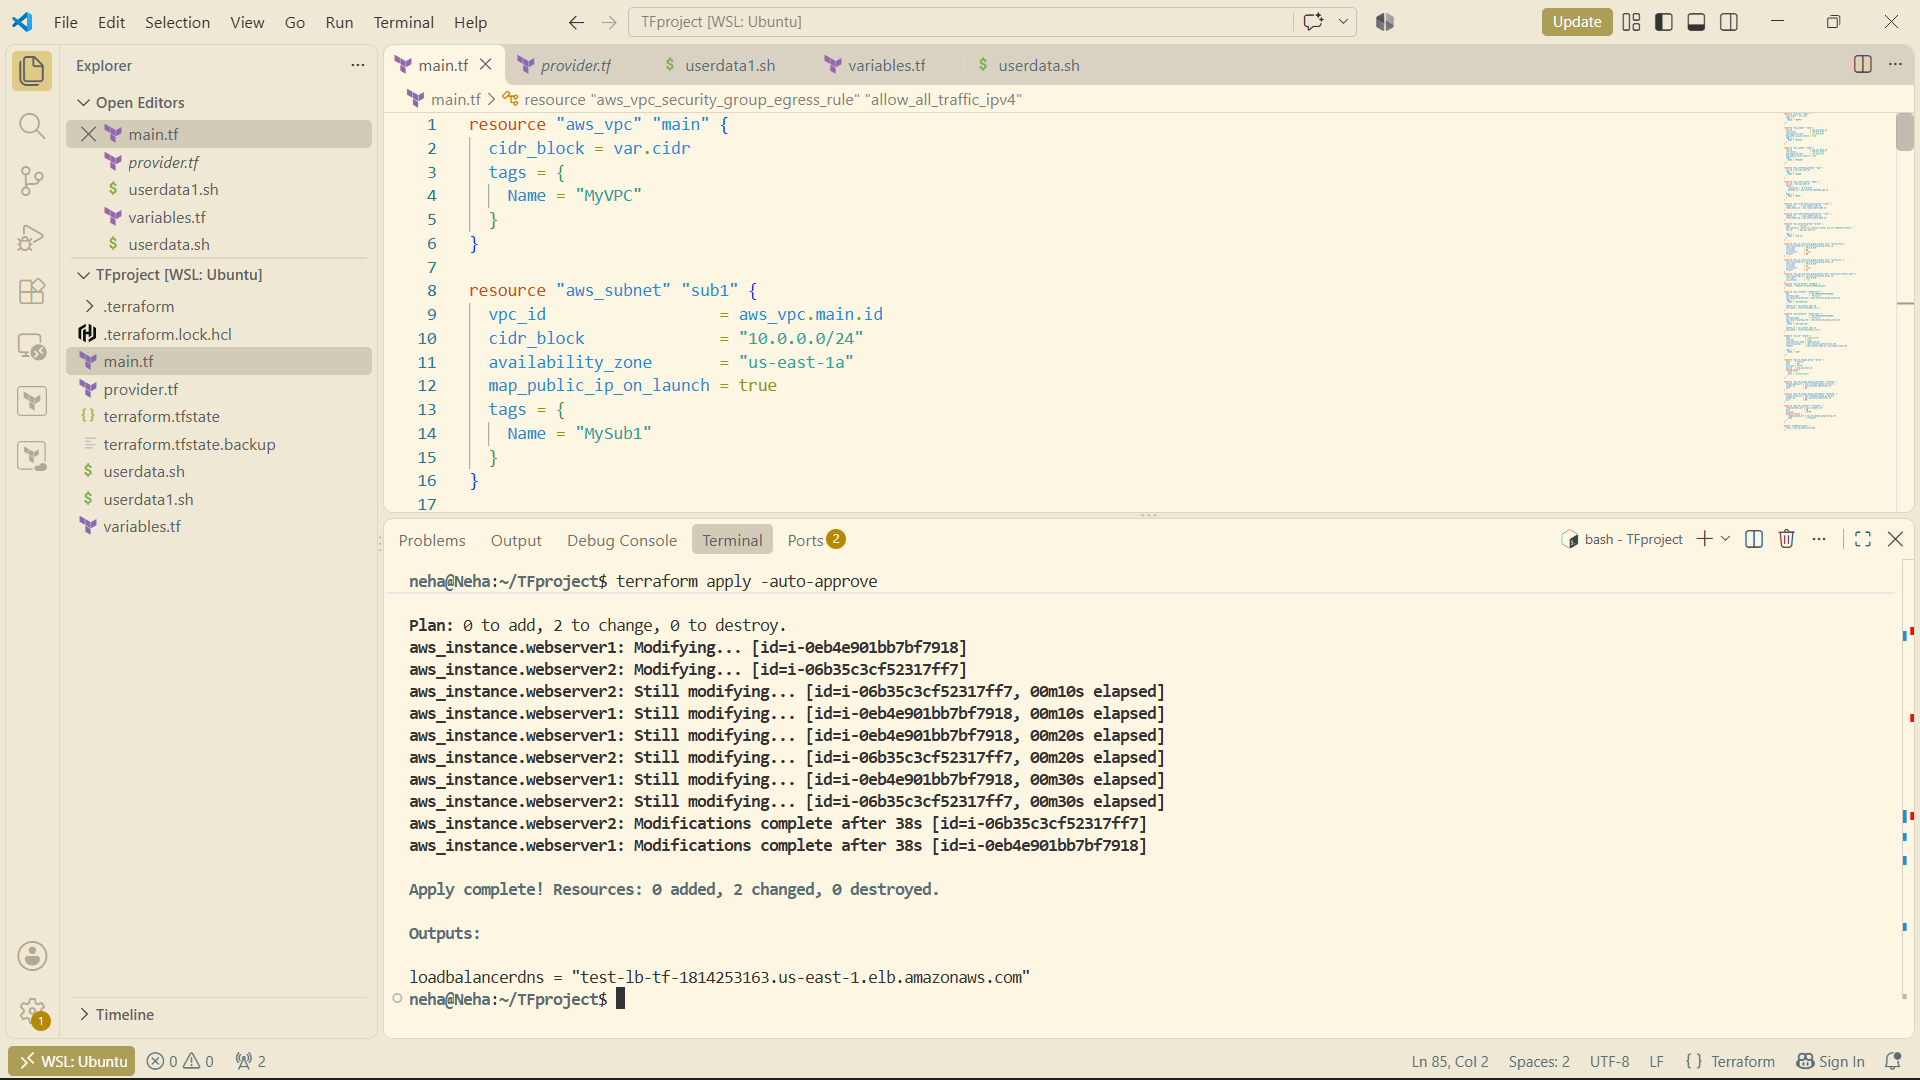 File Edit Selection View Go Run Terminal Help
TFproject [WSL: Ubuntu]
Update
Explorer
Open Editors
main.tf
provider.tf
userdata1.sh
variables.tf
userdata.sh
TFproject [WSL: Ubuntu]
.terraform
.terraform.lock.hcl
main.tf
provider.tf
terraform.tfstate
terraform.tfstate.backup
userdata.sh
userdata1.sh
variables.tf
Timeline
1
main.tf provider.tf userdata1.sh variables.tf userdata.sh
main.tf > resource "aws_vpc_security_group_egress_rule" "allow_all_traffic_ipv4"
1 resource "aws_vpc" "main" {
2 cidr_block = var.cidr
3 tags = {
4 Name = "MyVPC"
5 }
6 }
7
8 resource "aws_subnet" "sub1" {
9 vpc_id = aws_vpc.main.id
10 cidr_block = "10.0.0.0/24"
11 availability_zone = "us-east-1a"
12 map_public_ip_on_launch = true
13 tags = {
14 Name = "MySub1"
15 }
16 }
17
Problems Output Debug Console Terminal Ports 2
bash - TFproject
neha@Neha:~/TFproject$ terraform apply -auto-approve
Plan: 0 to add, 2 to change, 0 to destroy.
aws_instance.webserver1: Modifying... [id=i-0eb4e901bb7bf7918]
aws_instance.webserver2: Modifying... [id=i-06b35c3cf52317ff7]
aws_instance.webserver2: Still modifying... [id=i-06b35c3cf52317ff7, 00m10s elapsed]
aws_instance.webserver1: Still modifying... [id=i-0eb4e901bb7bf7918, 00m10s elapsed]
aws_instance.webserver1: Still modifying... [id=i-0eb4e901bb7bf7918, 00m20s elapsed]
aws_instance.webserver2: Still modifying... [id=i-06b35c3cf52317ff7, 00m20s elapsed]
aws_instance.webserver1: Still modifying... [id=i-0eb4e901bb7bf7918, 00m30s elapsed]
aws_instance.webserver2: Still modifying... [id=i-06b35c3cf52317ff7, 00m30s elapsed]
aws_instance.webserver2: Modifications complete after 38s [id=i-06b35c3cf52317ff7]
aws_instance.webserver1: Modifications complete after 38s [id=i-0eb4e901bb7bf7918]
Apply complete! Resources: 0 added, 2 changed, 0 destroyed.
Outputs:
loadbalancerdns = "test-lb-tf-1814253163.us-east-1.elb.amazonaws.com"
neha@Neha:~/TFproject$
WSL: Ubuntu 0 0 2
Ln 85, Col 2 Spaces: 2 UTF-8 LF { } Terraform Sign In